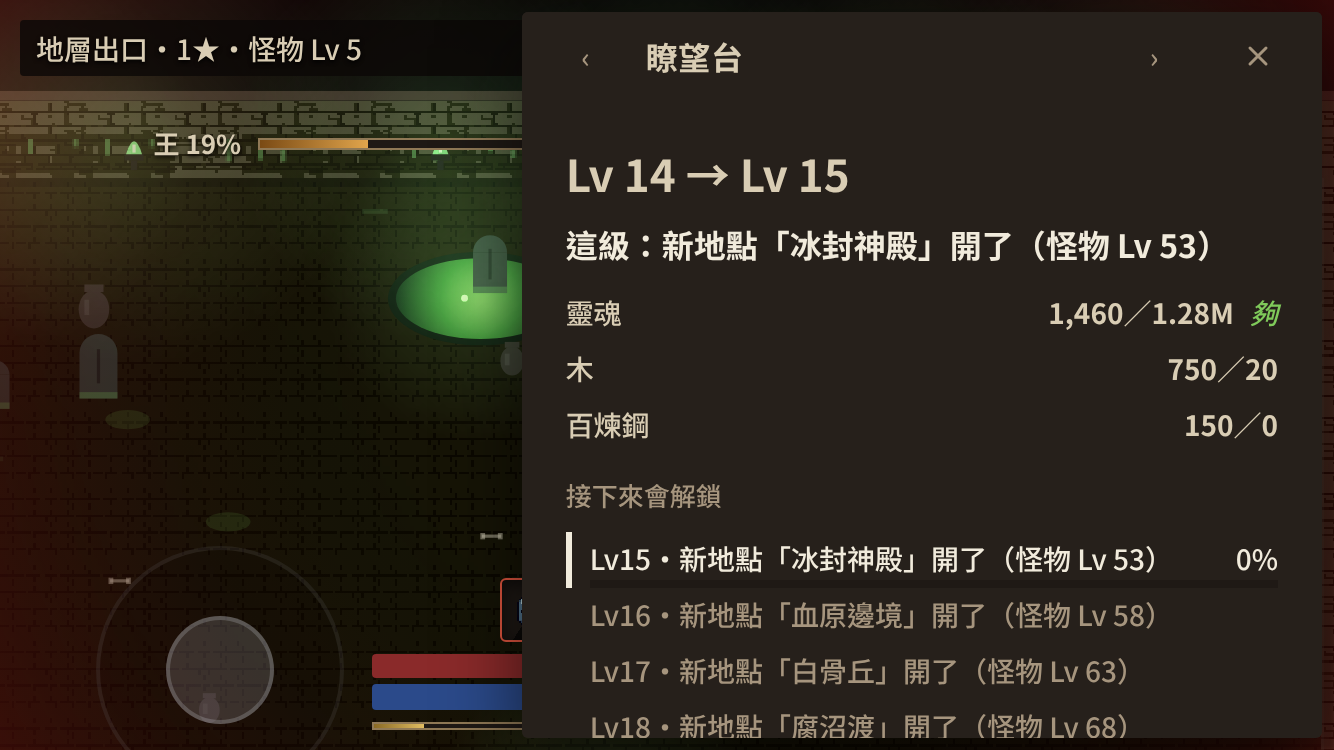 地層出口・1★・怪物 Lv 5
王 19%
‹ 瞭望台 › ×
Lv 14 → Lv 15
這級：新地點「冰封神殿」開了（怪物 Lv 53）
靈魂 1,460／1.28M 夠
木 750／20
百煉鋼 150／0
接下來會解鎖
Lv15・新地點「冰封神殿」開了（怪物 Lv 53） 0%
Lv16・新地點「血原邊境」開了（怪物 Lv 58）
Lv17・新地點「白骨丘」開了（怪物 Lv 63）
Lv18・新地點「腐沼渡」開了（怪物 Lv 68）